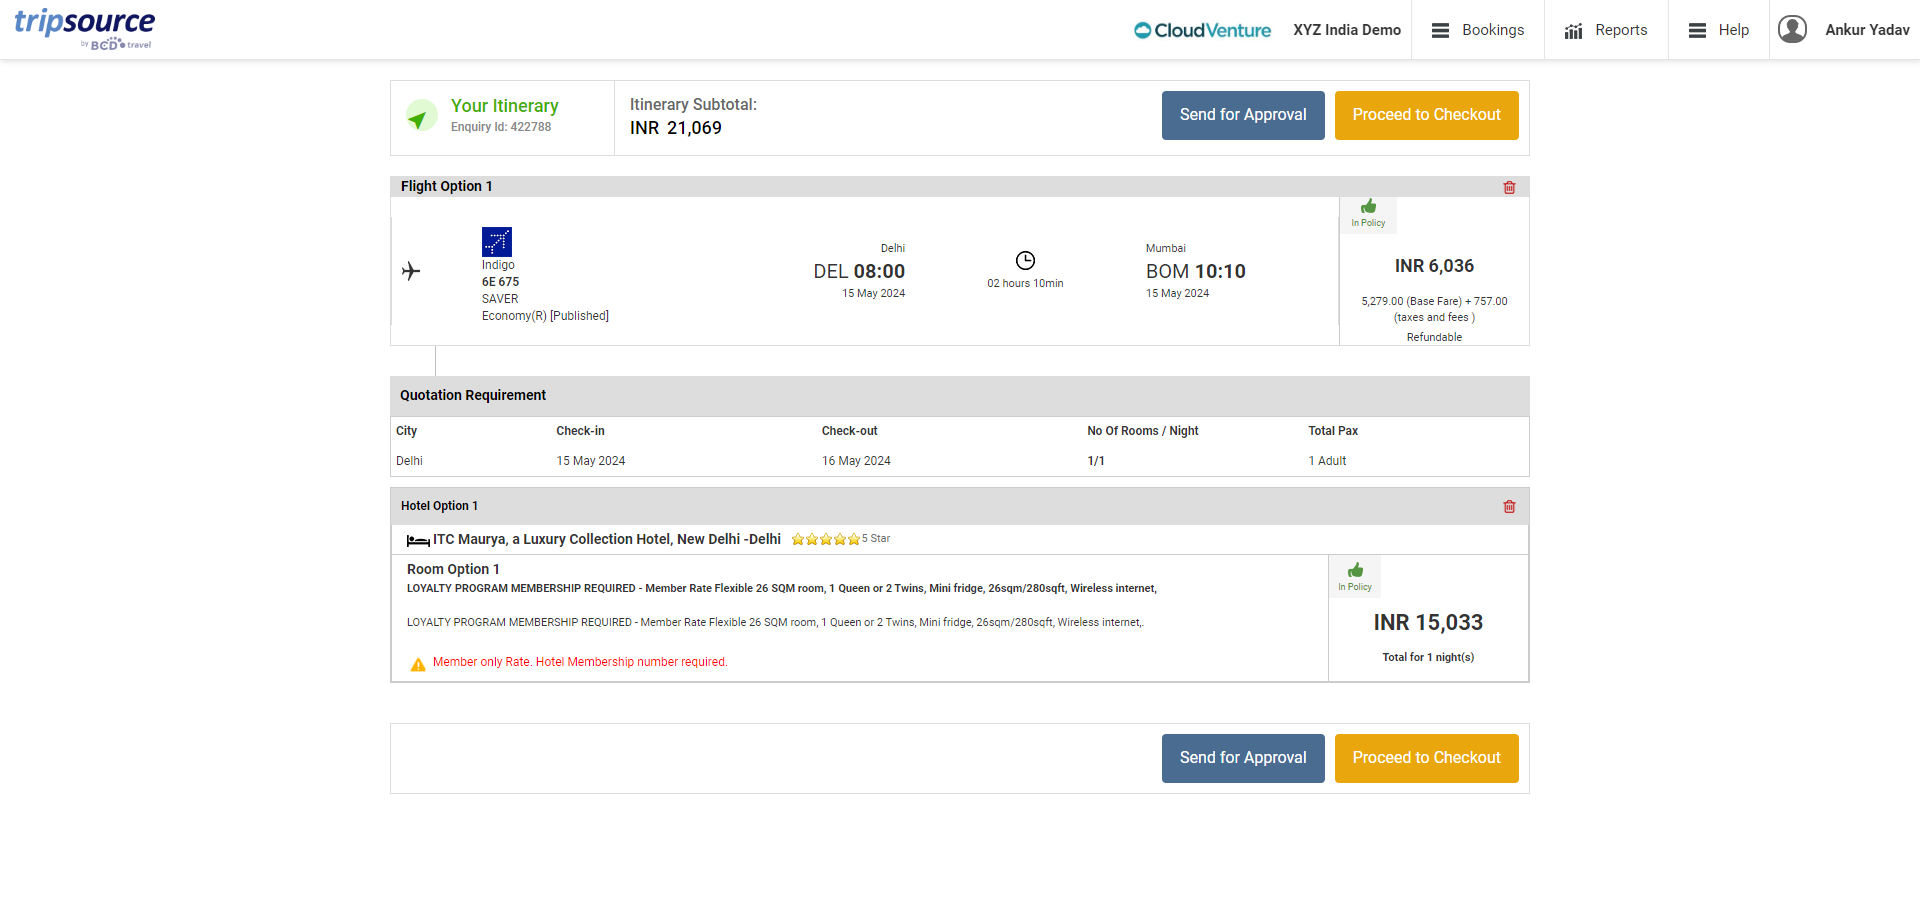 tripsource
by BCD travel
CloudVenture
XYZ India Demo
Bookings
Reports
Help
Ankur Yadav
Your Itinerary
Enquiry Id: 422788
Itinerary Subtotal:
INR 21,069
Send for Approval
Proceed to Checkout
Flight Option 1
Indigo
6E 675
SAVER
Economy(R) [Published]
Delhi
DEL 08:00
15 May 2024
02 hours 10min
Mumbai
BOM 10:10
15 May 2024
In Policy
INR 6,036
5,279.00 (Base Fare) + 757.00
(taxes and fees )
Refundable
Quotation Requirement
City Check-in Check-out No Of Rooms / Night Total Pax
Delhi 15 May 2024 16 May 2024 1/1 1 Adult
Hotel Option 1
ITC Maurya, a Luxury Collection Hotel, New Delhi -Delhi 5 Star
Room Option 1
LOYALTY PROGRAM MEMBERSHIP REQUIRED - Member Rate Flexible 26 SQM room, 1 Queen or 2 Twins, Mini fridge, 26sqm/280sqft, Wireless internet,
LOYALTY PROGRAM MEMBERSHIP REQUIRED - Member Rate Flexible 26 SQM room, 1 Queen or 2 Twins, Mini fridge, 26sqm/280sqft, Wireless internet,.
Member only Rate. Hotel Membership number required.
In Policy
INR 15,033
Total for 1 night(s)
Send for Approval
Proceed to Checkout